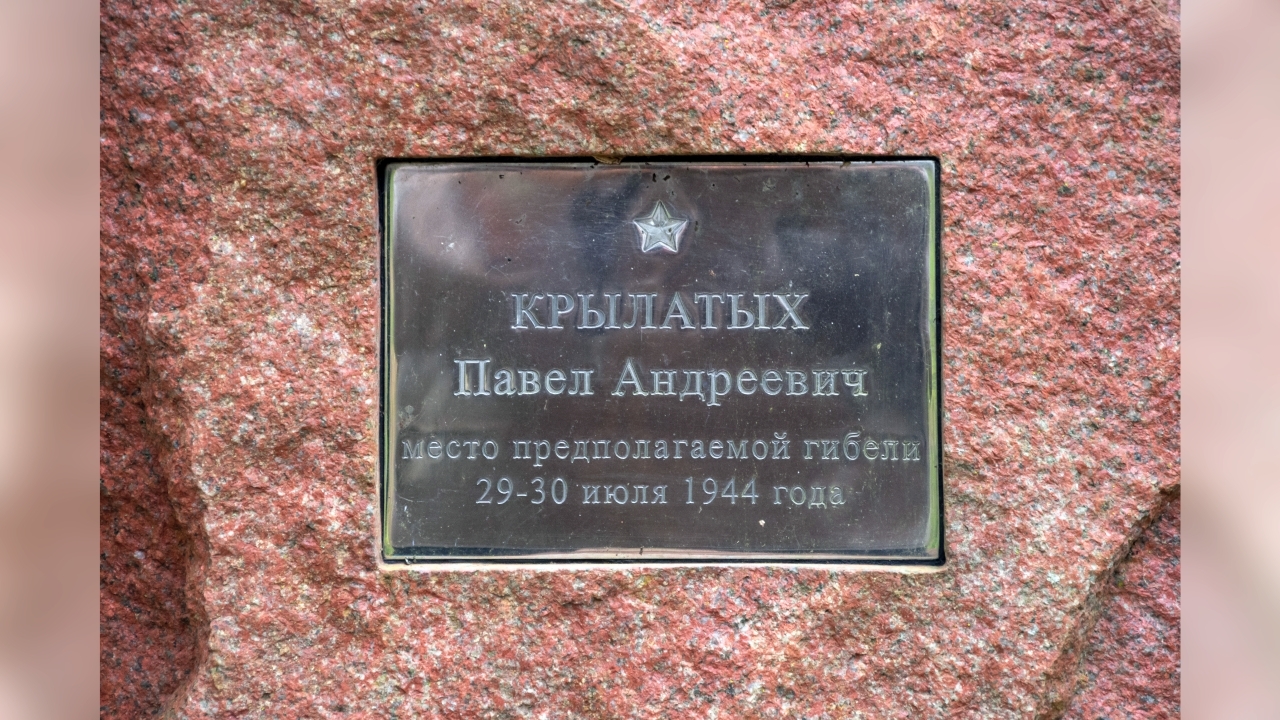 КРЫЛАТЫХ
Павел Андреевич
место предполагаемой гибели
29-30 июля 1944 года